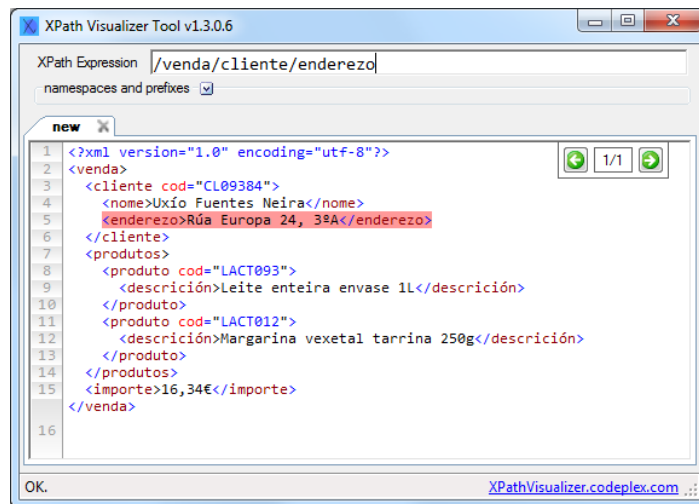 XPath Visualizer Tool v1.3.0.6
XPath Expression /venda/cliente/enderezo
namespaces and prefixes
new
1/1
1 <?xml version="1.0" encoding="utf-8"?>
2 <venda>
3 <cliente cod="CL09384">
4 <nome>Uxío Fuentes Neira</nome>
5 <enderezo>Rúa Europa 24, 3ºA</enderezo>
6 </cliente>
7 <produtos>
8 <produto cod="LACT093">
9 <descrición>Leite enteira envase 1L</descrición>
10 </produto>
11 <produto cod="LACT012">
12 <descrición>Margarina vexetal tarrina 250g</descrición>
13 </produto>
14 </produtos>
15 <importe>16,34€</importe>
</venda>
16
OK.
XPathVisualizer.codeplex.com